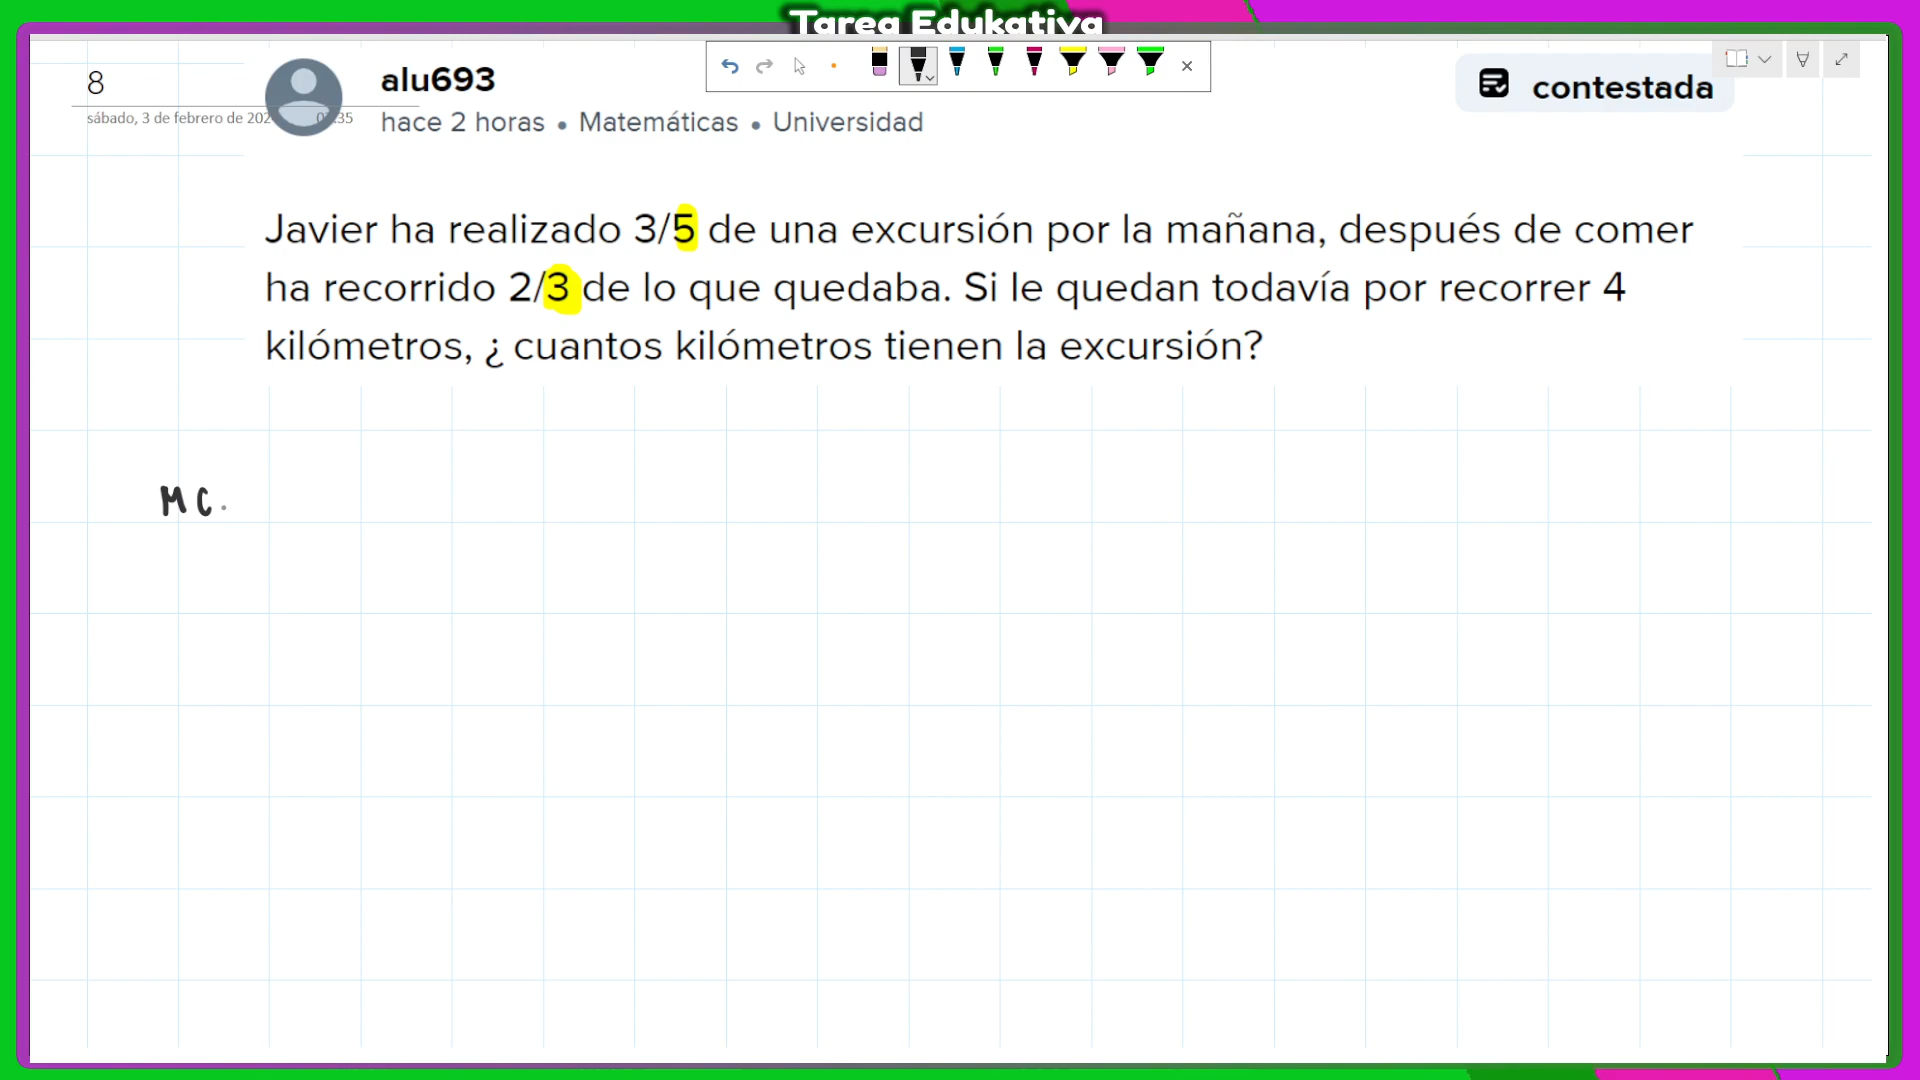 Tarea Edukativa
8
alu693
contestada
sábado, 3 de febrero de 202
35
hace 2 horas • Matemáticas • Universidad
Javier ha realizado 3/5 de una excursión por la mañana, después de comer
ha recorrido 2/3 de lo que quedaba. Si le quedan todavía por recorrer 4
kilómetros, ¿ cuantos kilómetros tienen la excursión?
MC.